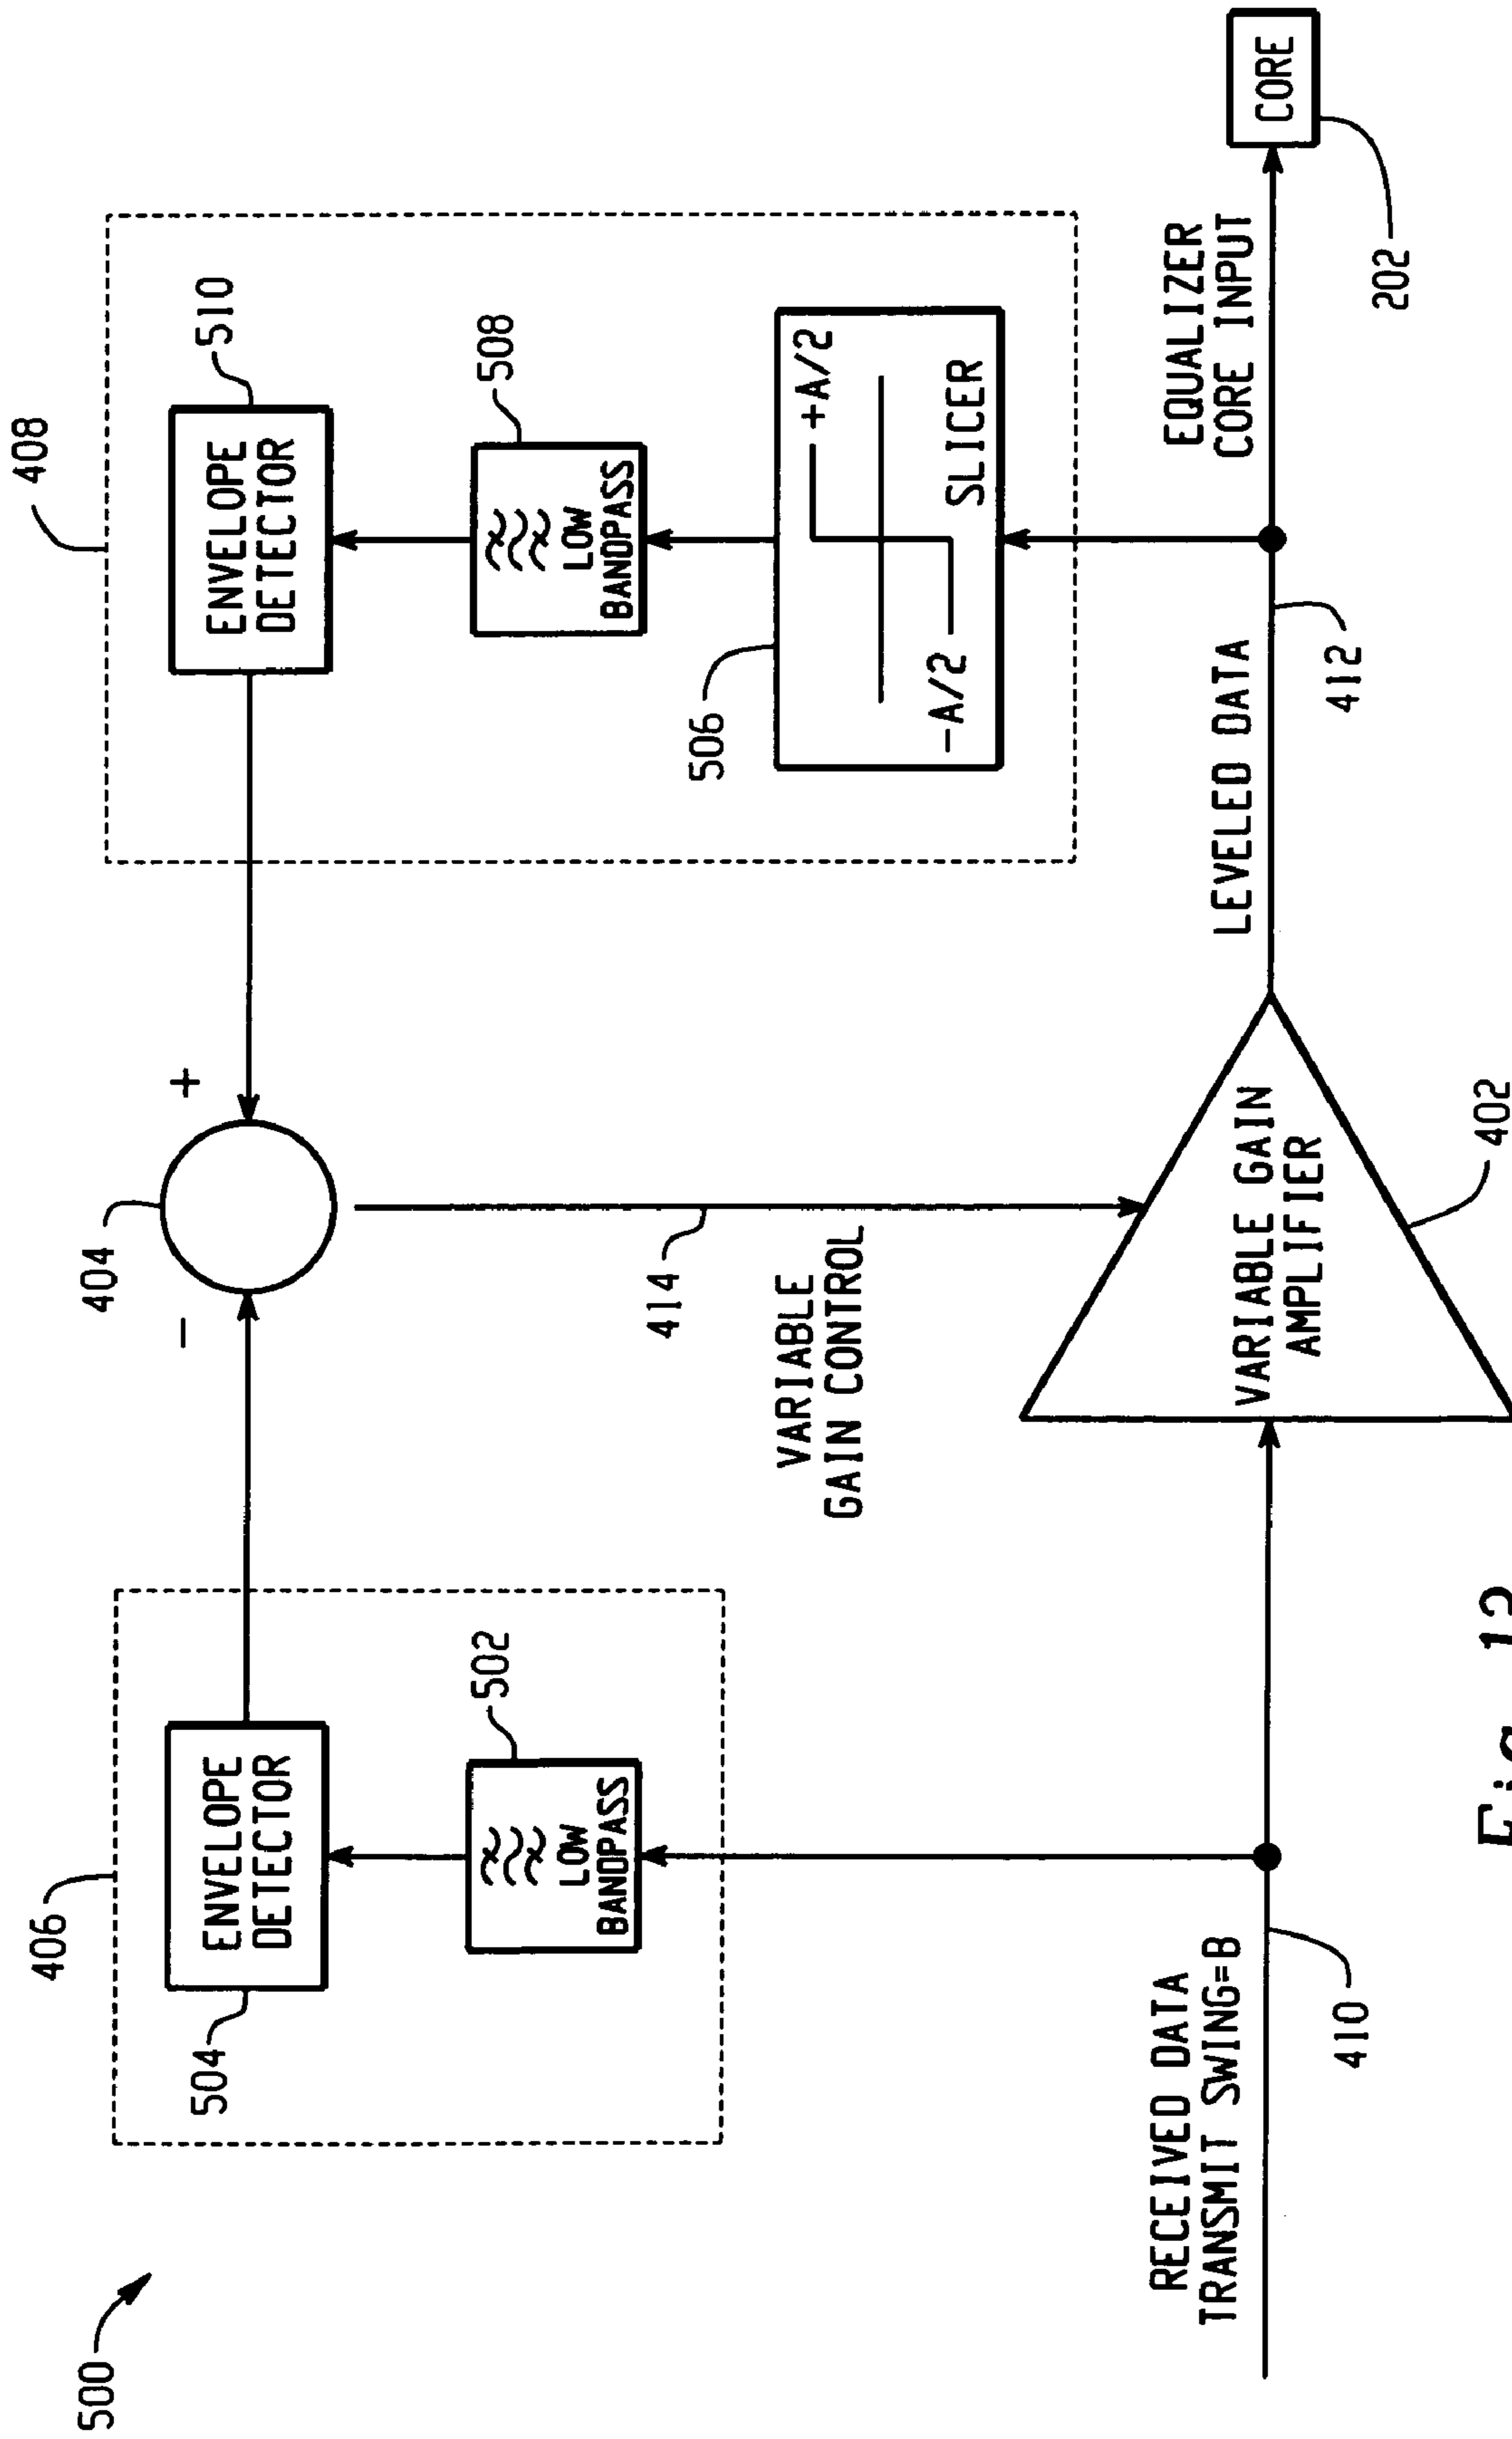 500
406
504
ENVELOPE
DETECTOR
502
LOW
BANDPASS
404
-
+
408
ENVELOPE
DETECTOR
510
508
LOW
BANDPASS
506
+A/2
-A/2
SLICER
VARIABLE
GAIN CONTROL
414
RECEIVED DATA
TRANSMIT SWING=B
410
VARIABLE GAIN
AMPLIFIER
402
LEVELED DATA
412
EQUALIZER
CORE INPUT
CORE
202
Fig. 12